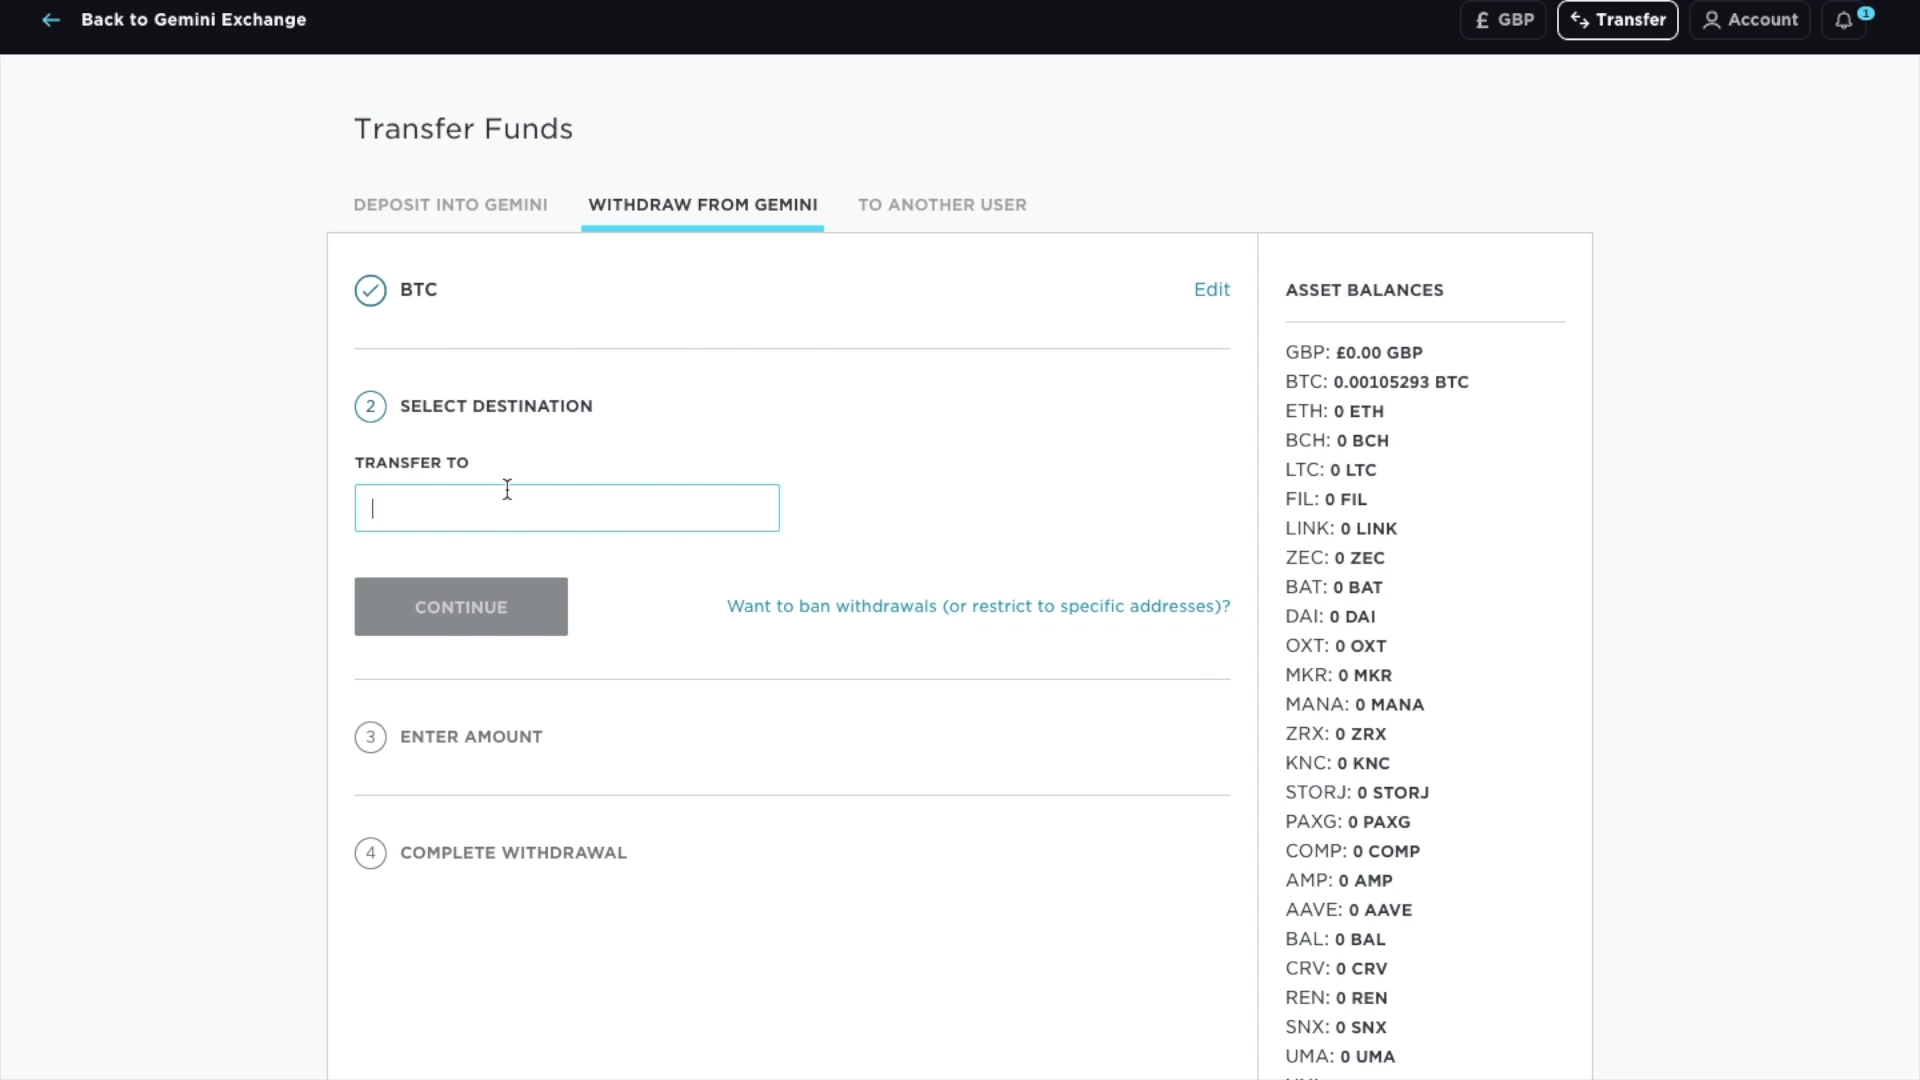 Back to Gemini Exchange
£ GBP
Transfer
Account
1
Transfer Funds
DEPOSIT INTO GEMINI
WITHDRAW FROM GEMINI
TO ANOTHER USER
BTC
Edit
2 SELECT DESTINATION
TRANSFER TO
CONTINUE
Want to ban withdrawals (or restrict to specific addresses)?
3 ENTER AMOUNT
4 COMPLETE WITHDRAWAL
ASSET BALANCES
GBP: £0.00 GBP
BTC: 0.00105293 BTC
ETH: 0 ETH
BCH: 0 BCH
LTC: 0 LTC
FIL: 0 FIL
LINK: 0 LINK
ZEC: 0 ZEC
BAT: 0 BAT
DAI: 0 DAI
OXT: 0 OXT
MKR: 0 MKR
MANA: 0 MANA
ZRX: 0 ZRX
KNC: 0 KNC
STORJ: 0 STORJ
PAXG: 0 PAXG
COMP: 0 COMP
AMP: 0 AMP
AAVE: 0 AAVE
BAL: 0 BAL
CRV: 0 CRV
REN: 0 REN
SNX: 0 SNX
UMA: 0 UMA